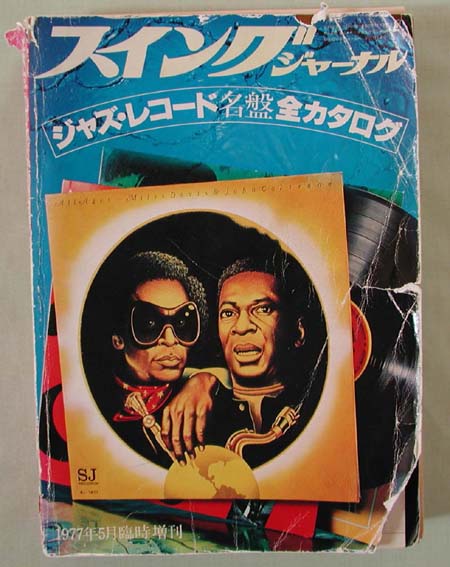 スイングジャーナル
ジャズ・レコード名盤全カタログ
All Ages - Miles Davis & John Coltrane
SJ
1977年5月臨時増刊